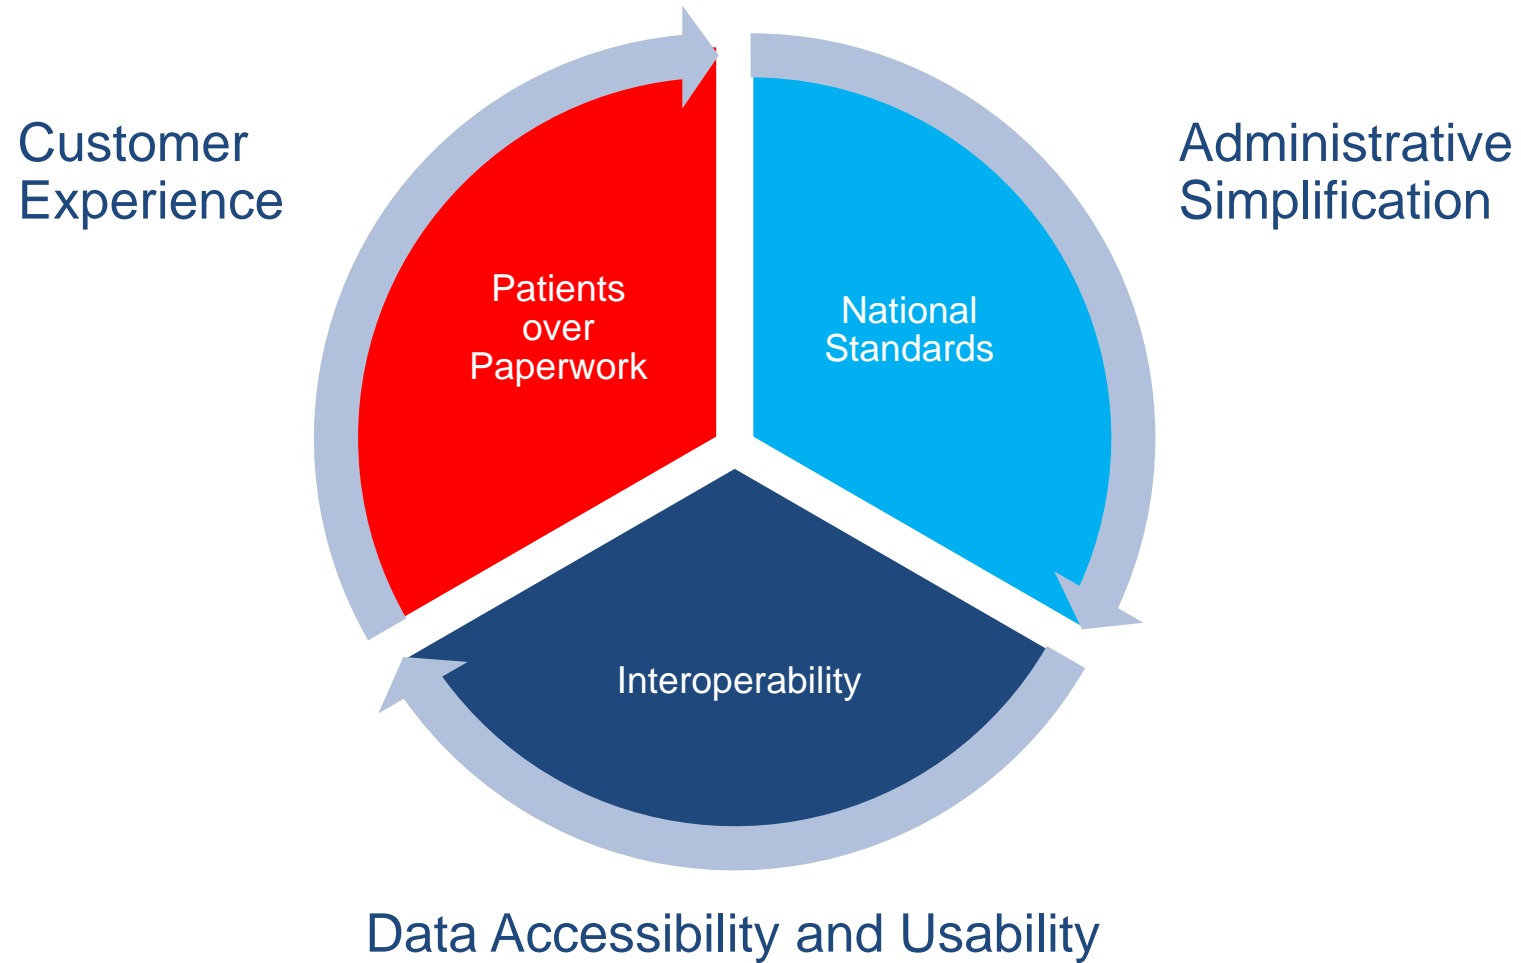 Customer
Experience
Administrative
Simplification
Patients
over
Paperwork
National
Standards
Interoperability
Data Accessibility and Usability